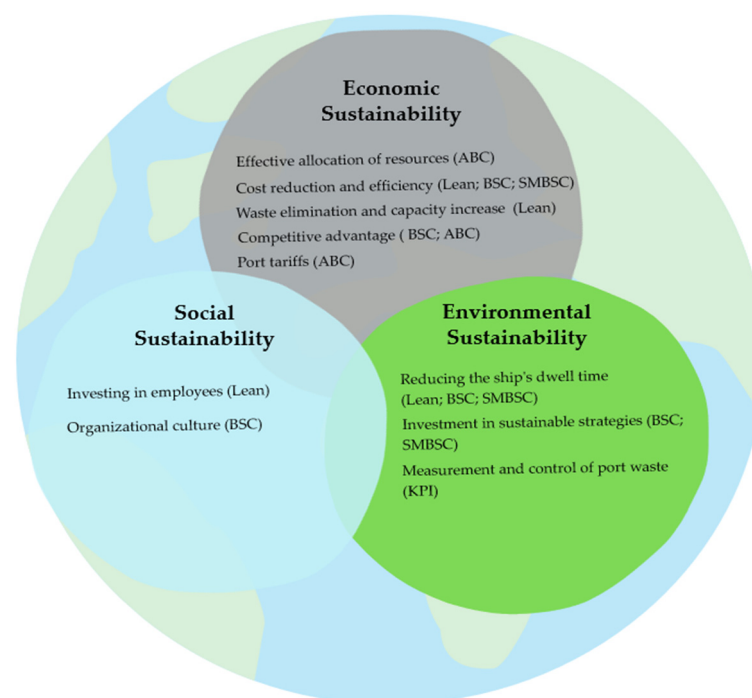 Economic
Sustainability
Effective allocation of resources (ABC)
Cost reduction and efficiency (Lean; BSC; SMBSC)
Waste elimination and capacity increase (Lean)
Competitive advantage ( BSC; ABC)
Port tariffs (ABC)
Social
Sustainability
Investing in employees (Lean)
Organizational culture (BSC)
Environmental
Sustainability
Reducing the ship's dwell time
(Lean; BSC; SMBSC)
Investment in sustainable strategies (BSC;
SMBSC)
Measurement and control of port waste
(KPI)